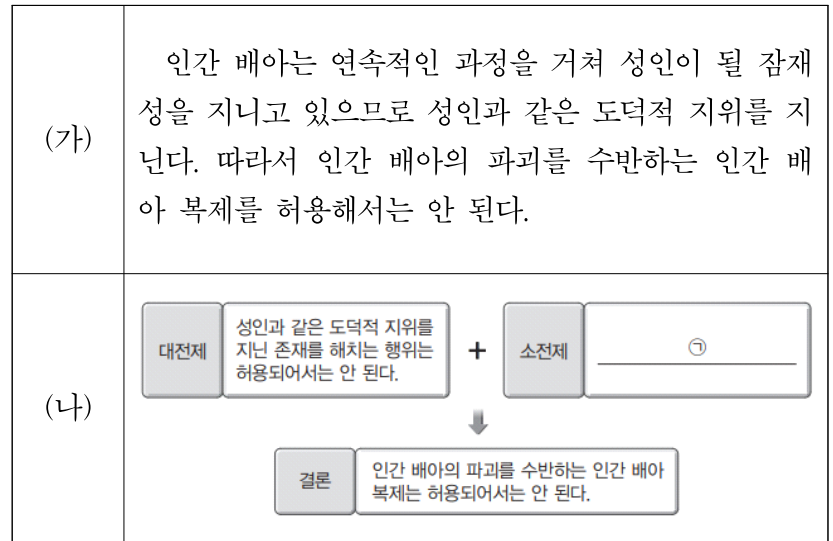 (가)
인간 배아는 연속적인 과정을 거쳐 성인이 될 잠재
성을 지니고 있으므로 성인과 같은 도덕적 지위를 지
닌다. 따라서 인간 배아의 파괴를 수반하는 인간 배
아 복제를 허용해서는 안 된다.
(나)
대전제
성인과 같은 도덕적 지위를
지닌 존재를 해치는 행위는
허용되어서는 안 된다.
+
소전제
㉠
결론
인간 배아의 파괴를 수반하는 인간 배아
복제는 허용되어서는 안 된다.